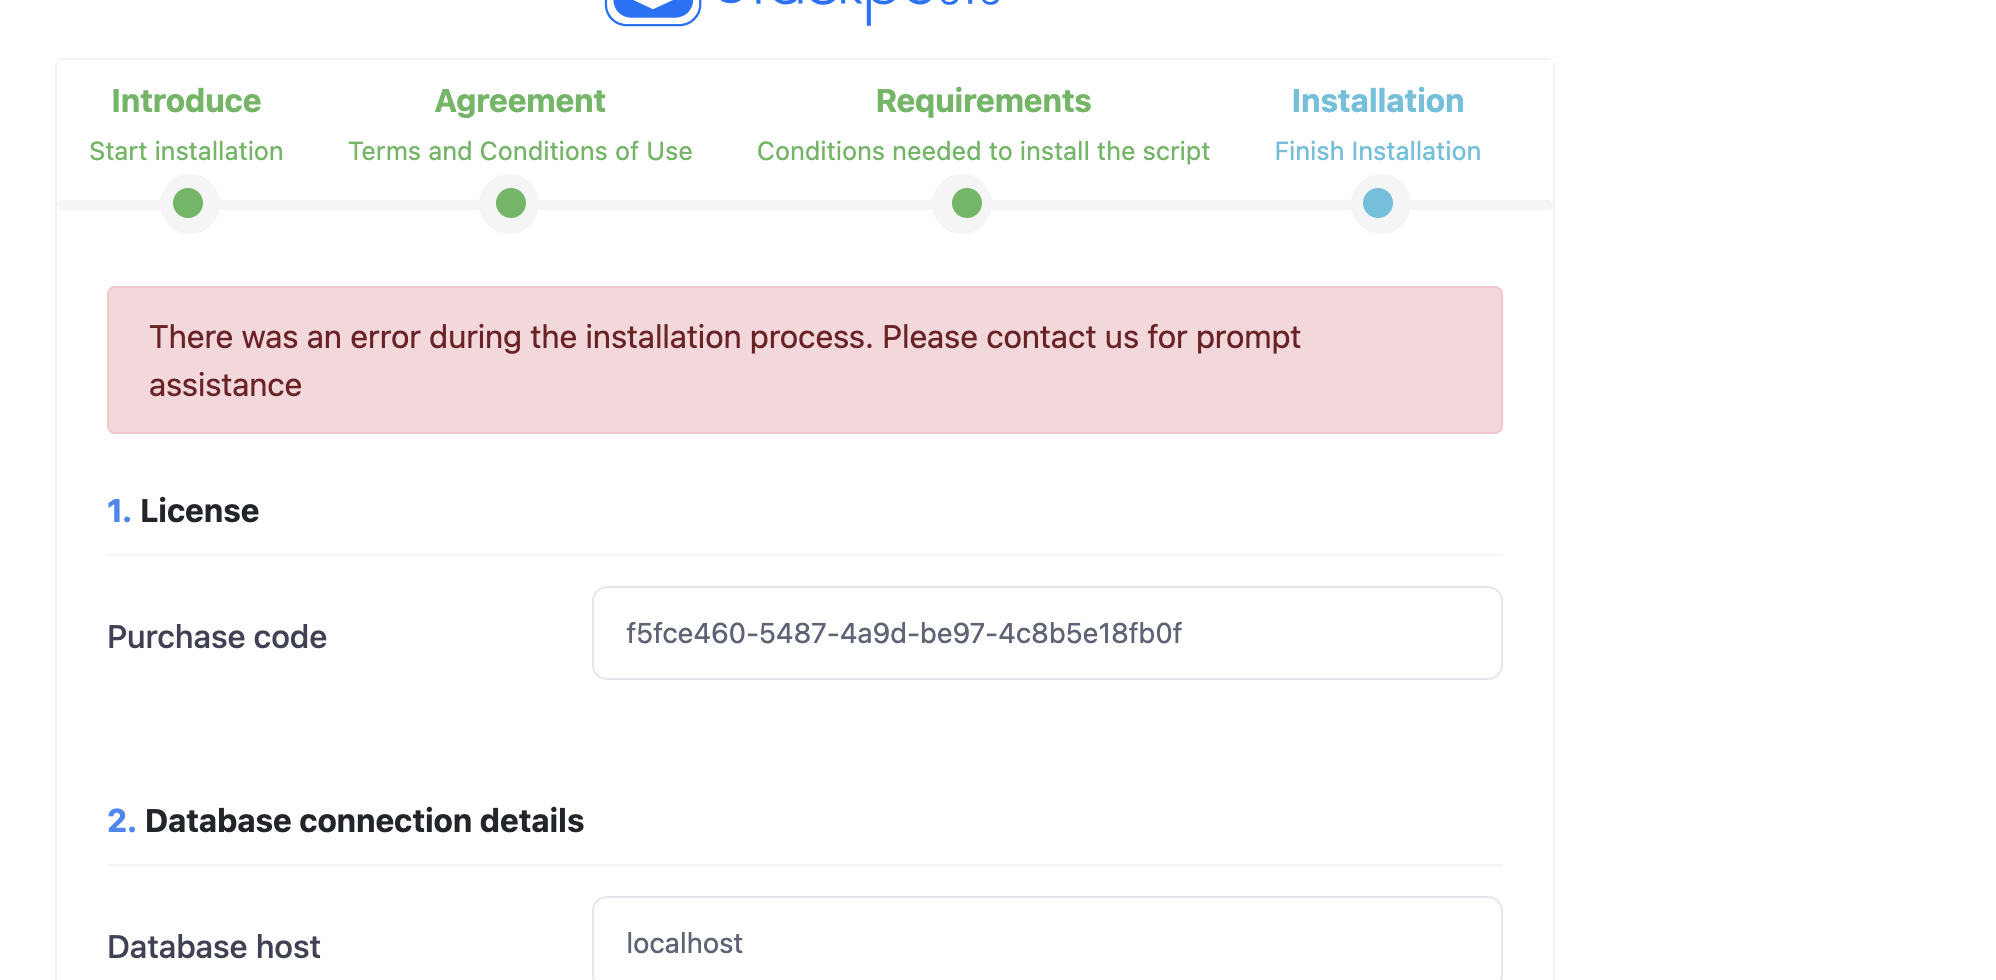 Introduce
Start installation
Agreement
Terms and Conditions of Use
Requirements
Conditions needed to install the script
Installation
Finish Installation
There was an error during the installation process. Please contact us for prompt
assistance
1. License
Purchase code
f5fce460-5487-4a9d-be97-4c8b5e18fb0f
2. Database connection details
Database host
localhost